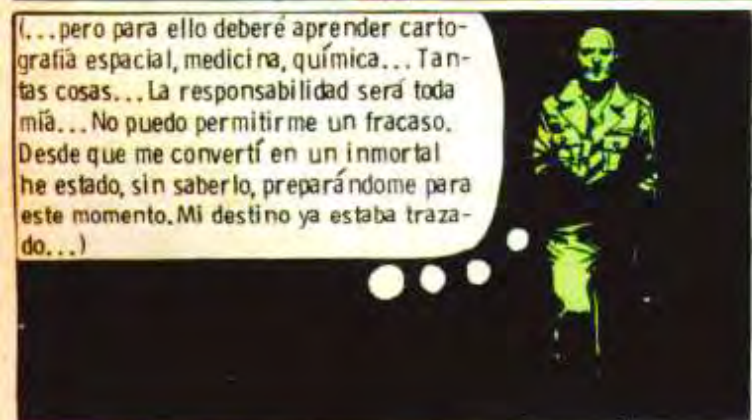 (...pero para ello deberé aprender carto-
grafía espacial, medicina, química... Tan-
tas cosas... La responsabilidad será toda
mía... No puedo permitirme un fracaso.
Desde que me convertí en un inmortal
he estado, sin saberlo, preparándome para
este momento. Mi destino ya estaba traza-
do...)